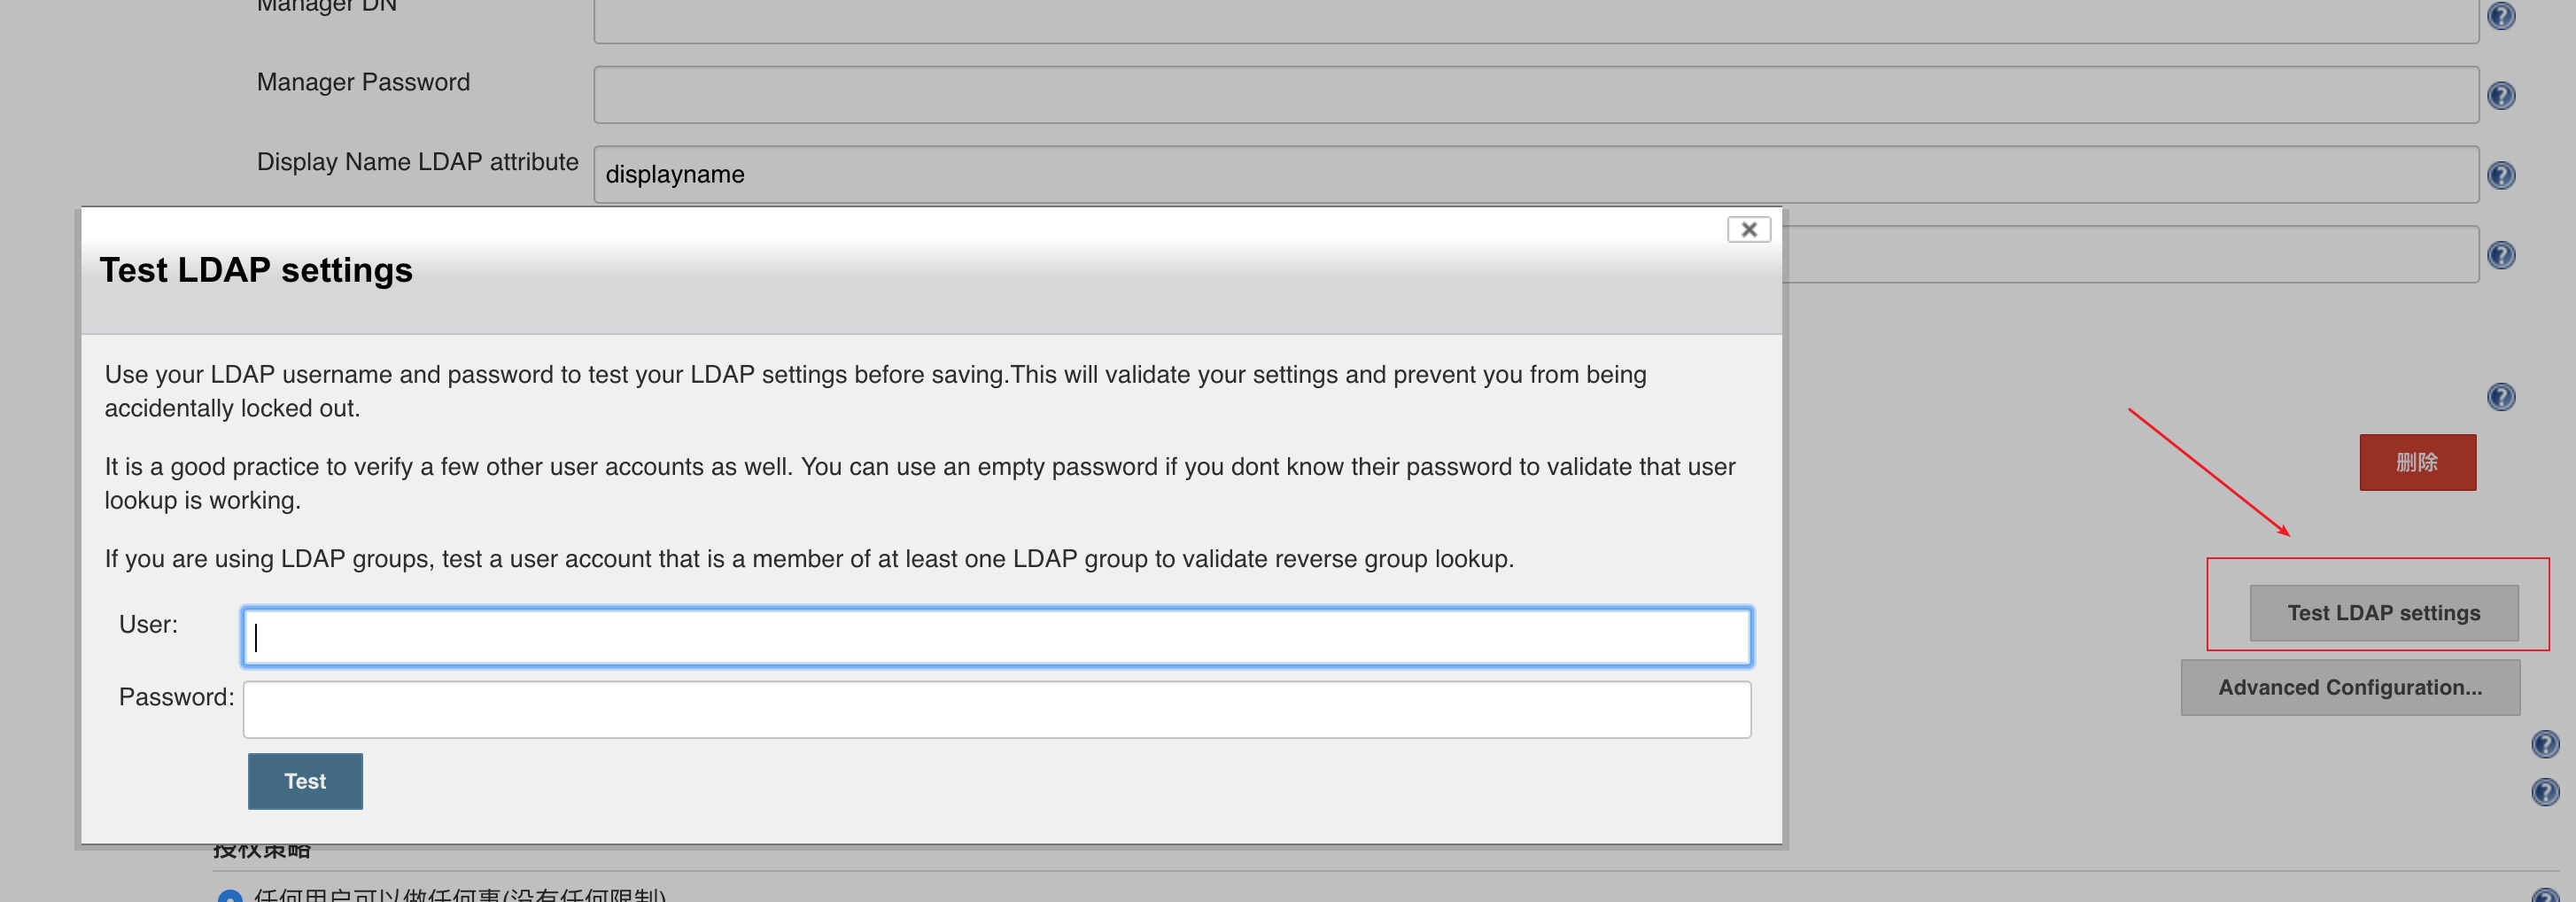 Manager DN
Manager Password
Display Name LDAP attribute
displayname
Test LDAP settings
Use your LDAP username and password to test your LDAP settings before saving.This will validate your settings and prevent you from being
accidentally locked out.
It is a good practice to verify a few other user accounts as well. You can use an empty password if you dont know their password to validate that user
lookup is working.
If you are using LDAP groups, test a user account that is a member of at least one LDAP group to validate reverse group lookup.
User:
Password:
Test
删除
Test LDAP settings
Advanced Configuration...
授权策略
任何用户可以做任何事(没有任何限制)